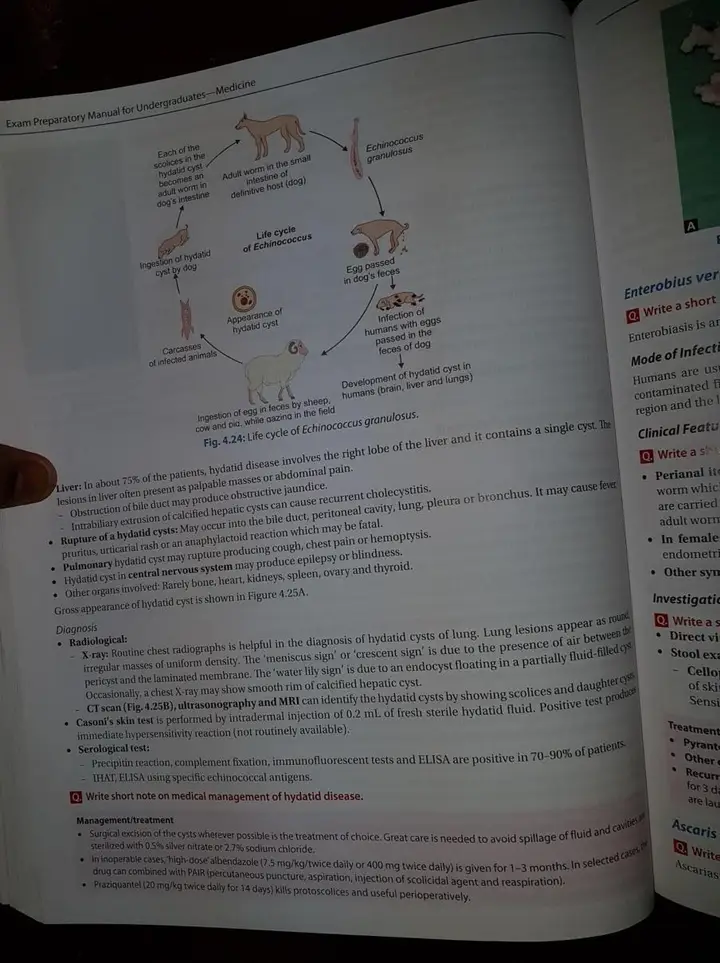 Exam Preparatory Manual for Undergraduates—Medicine
Each of the
scolices in the
hydatid cyst
becomes an
adult worm in
dog's intestine
Adult worm in the small
intestine of
definitive host (dog)
Echinococcus
granulosus
Life cycle
of Echinococcus
Ingestion of hydatid
cyst by dog
Egg passed
in dog's feces
Appearance of
hydatid cyst
Infection of
humans with eggs
passed in the
feces of dog
Carcasses
of infected animals
Development of hydatid cyst in
humans (brain, liver and lungs)
Ingestion of egg in feces by sheep,
cow and pid, while gazing in the field
Fig. 4.24: Life cycle of Echinococcus granulosus.
Liver: In about 75% of the patients, hydatid disease involves the right lobe of the liver and it contains a single cyst. The
lesions in liver often present as palpable masses or abdominal pain.
– Obstruction of bile duct may produce obstructive jaundice.
– Intrabiliary extrusion of calcified hepatic cysts can cause recurrent cholecystitis.
• Rupture of a hydatid cysts: May occur into the bile duct, peritoneal cavity, lung, pleura or bronchus. It may cause fever
pruritus, urticarial rash or an anaphylactoid reaction which may be fatal.
• Pulmonary hydatid cyst may rupture producing cough, chest pain or hemoptysis.
• Hydatid cyst in central nervous system may produce epilepsy or blindness.
• Other organs involved: Rarely bone, heart, kidneys, spleen, ovary and thyroid.
Gross appearance of hydatid cyst is shown in Figure 4.25A.
Diagnosis
• Radiological:
– X-ray: Routine chest radiographs is helpful in the diagnosis of hydatid cysts of lung. Lung lesions appear as round
irregular masses of uniform density. The 'meniscus sign' or 'crescent sign' is due to the presence of air between the
pericyst and the laminated membrane. The 'water lily sign' is due to an endocyst floating in a partially fluid-filled cyst.
Occasionally, a chest X-ray may show smooth rim of calcified hepatic cyst.
– CT scan (Fig. 4.25B), ultrasonography and MRI can identify the hydatid cysts by showing scolices and daughter cysts
• Casoni's skin test is performed by intradermal injection of 0.2 mL of fresh sterile hydatid fluid. Positive test produces
immediate hypersensitivity reaction (not routinely available).
• Serological test:
– Precipitin reaction, complement fixation, immunofluorescent tests and ELISA are positive in 70–90% of patients.
– IHAT, ELISA using specific echinococcal antigens.
Q. Write short note on medical management of hydatid disease.
Management/treatment
• Surgical excision of the cysts wherever possible is the treatment of choice. Great care is needed to avoid spillage of fluid and cavities are
sterilized with 0.5% silver nitrate or 2.7% sodium chloride.
• In inoperable cases, 'high-dose' albendazole (7.5 mg/kg/twice daily or 400 mg twice daily) is given for 1–3 months. In selected cases,
drug can combined with PAIR (percutaneous puncture, aspiration, injection of scolicidal agent and reaspiration).
• Praziquantel (20 mg/kg twice daily for 14 days) kills protoscolices and useful perioperatively.
A
Enterobius ver
Q. Write a short
Enterobiasis is a
Mode of Infecti
Humans are us
contaminated f
region and the
Clinical Featu
Q. Write a
• Perianal it
worm whic
are carried
adult worm
• In female
endometri
• Other syn
Investigati
Q. Write a s
• Direct vi
• Stool exa
– Cello
of ski
Sensi
Treatment
• Pyrant
• Other
• Recurr
for 3 d
are lau
Ascaris
Q. Write
Ascarias